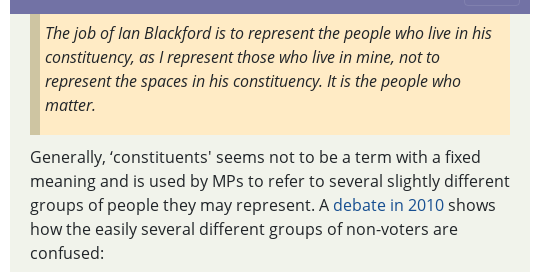 The job of Ian Blackford is to represent the people who live in his
constituency, as I represent those who live in mine, not to
represent the spaces in his constituency. It is the people who
matter.
Generally, ‘constituents' seems not to be a term with a fixed
meaning and is used by MPs to refer to several slightly different
groups of people they may represent. A debate in 2010 shows
how the easily several different groups of non-voters are
confused: